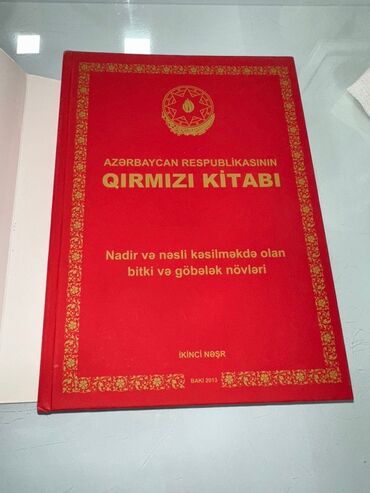 AZƏRBAYCAN RESPUBLİKASININ
QIRMIZI KİTABI
Nadir və nəsli kəsilməkdə olan
bitki və göbələk növləri
İKİNCİ NƏŞR
BAKI 2013